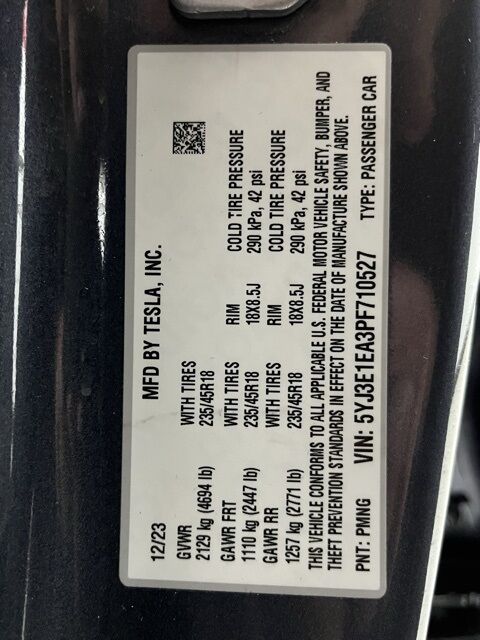 12/23 MFD BY TESLA, INC.
GVWR WITH TIRES
2129 kg (4694 lb) 235/45R18
GAWR FRT WITH TIRES RIM COLD TIRE PRESSURE
1110 kg (2447 lb) 235/45R18 18X8.5J 290 kPa, 42 psi
GAWR RR WITH TIRES RIM COLD TIRE PRESSURE
1257 kg (2771 lb) 235/45R18 18X8.5J 290 kPa, 42 psi
THIS VEHICLE CONFORMS TO ALL APPLICABLE U.S. FEDERAL MOTOR VEHICLE SAFETY, BUMPER, AND
THEFT PREVENTION STANDARDS IN EFFECT ON THE DATE OF MANUFACTURE SHOWN ABOVE.
PNT: PMNG VIN: 5YJ3E1EA3PF710527 TYPE: PASSENGER CAR